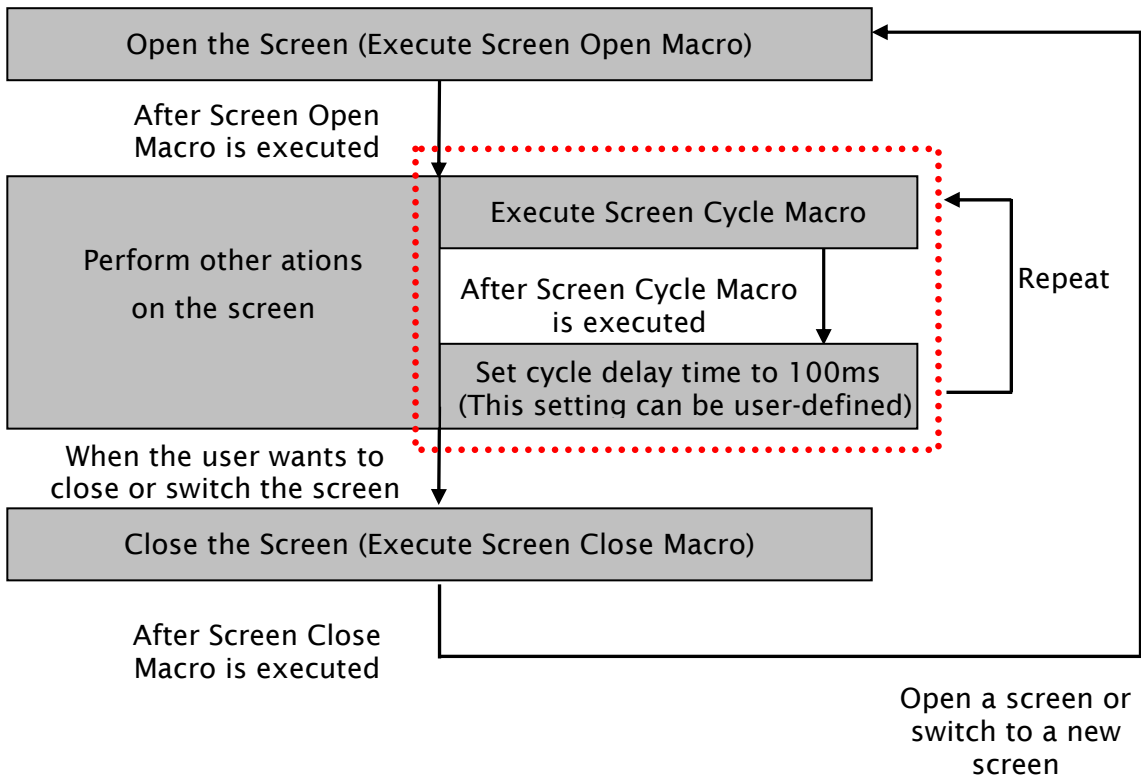 Open the Screen (Execute Screen Open Macro)
After Screen Open
Macro is executed
Execute Screen Cycle Macro
Perform other ations
on the screen
After Screen Cycle Macro
is executed
Repeat
Set cycle delay time to 100ms
(This setting can be user-defined)
When the user wants to
close or switch the screen
Close the Screen (Execute Screen Close Macro)
After Screen Close
Macro is executed
Open a screen or
switch to a new
screen